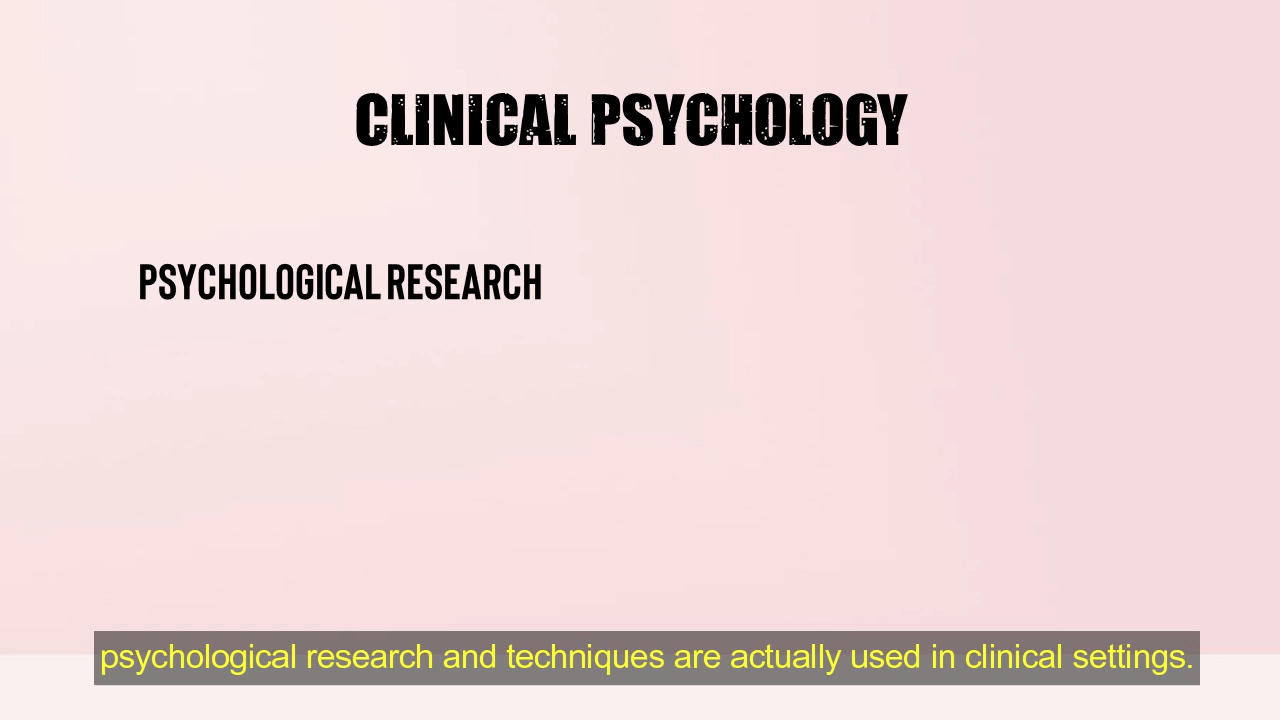 CLINICAL PSYCHOLOGY
PSYCHOLOGICAL RESEARCH
psychological research and techniques are actually used in clinical settings.